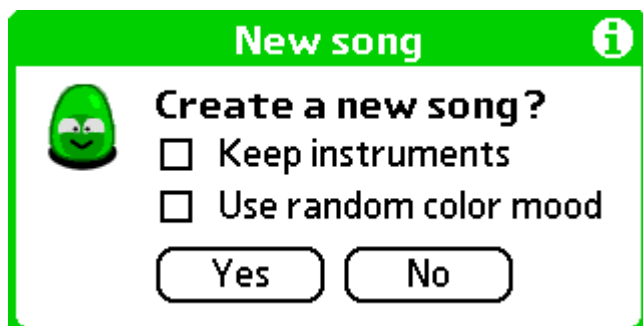 New song
Create a new song?
Keep instruments
Use random color mood
Yes No